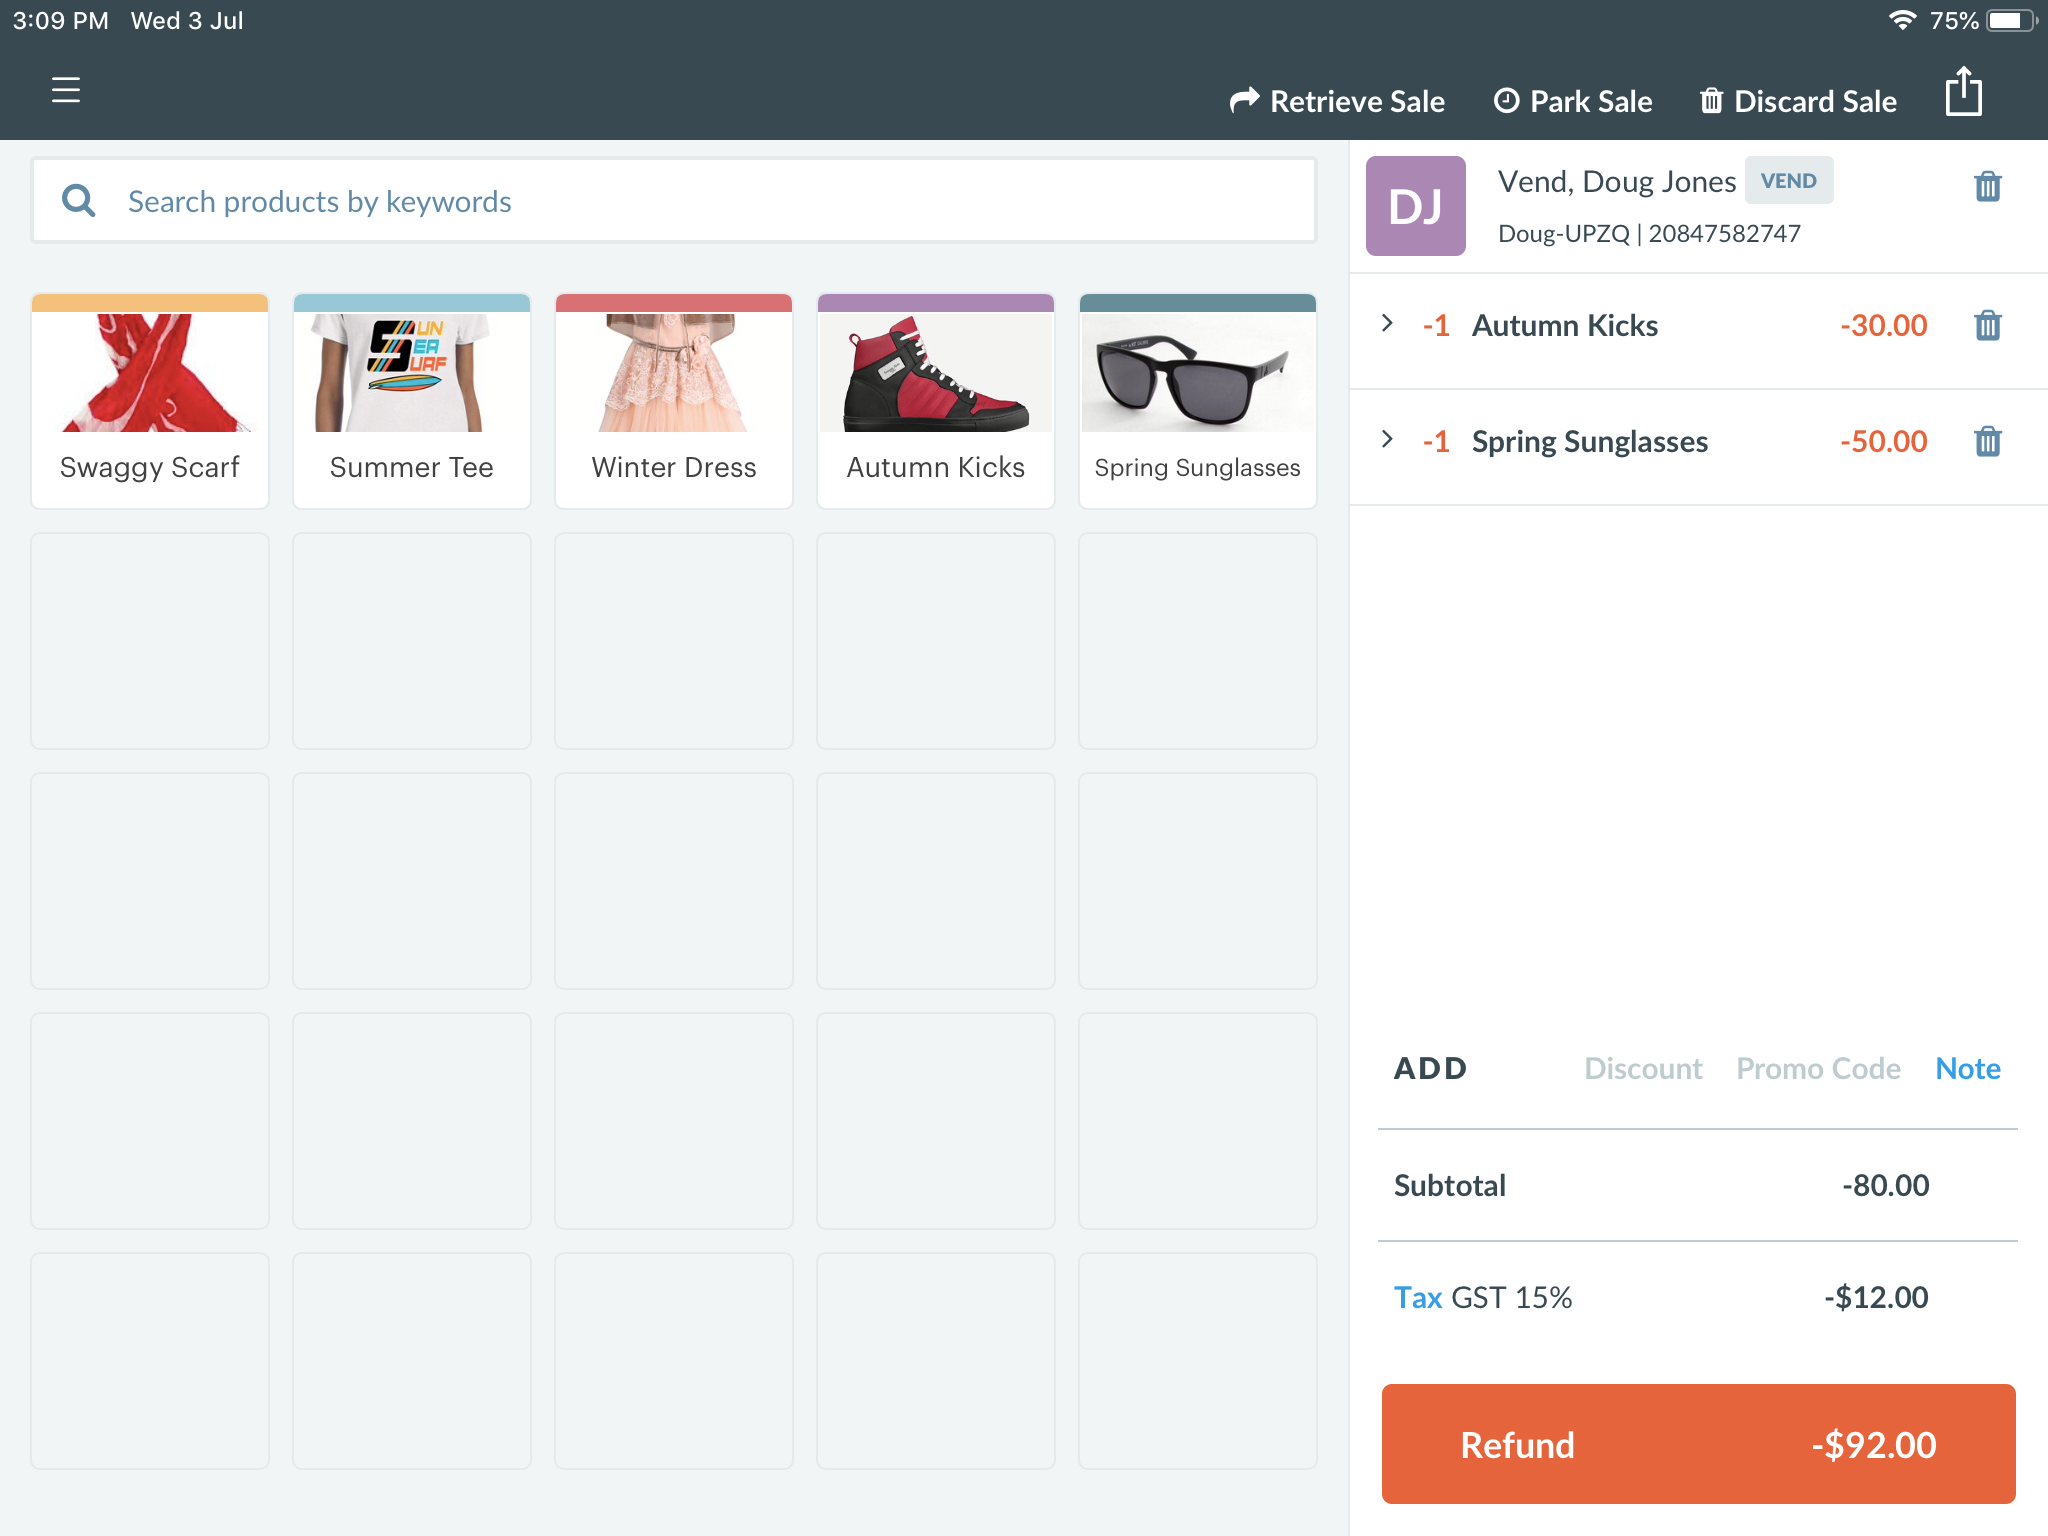 3:09 PM Wed 3 Jul 75%
Retrieve Sale Park Sale Discard Sale
Search products by keywords
DJ
Vend, Doug Jones VEND
Doug-UPZQ | 20847582747
-1 Autumn Kicks -30.00
-1 Spring Sunglasses -50.00
SUN
SEA
SURF
Swaggy Scarf
Summer Tee
Winter Dress
Autumn Kicks
Spring Sunglasses
ADD Discount Promo Code Note
Subtotal -80.00
Tax GST 15% -$12.00
Refund -$92.00